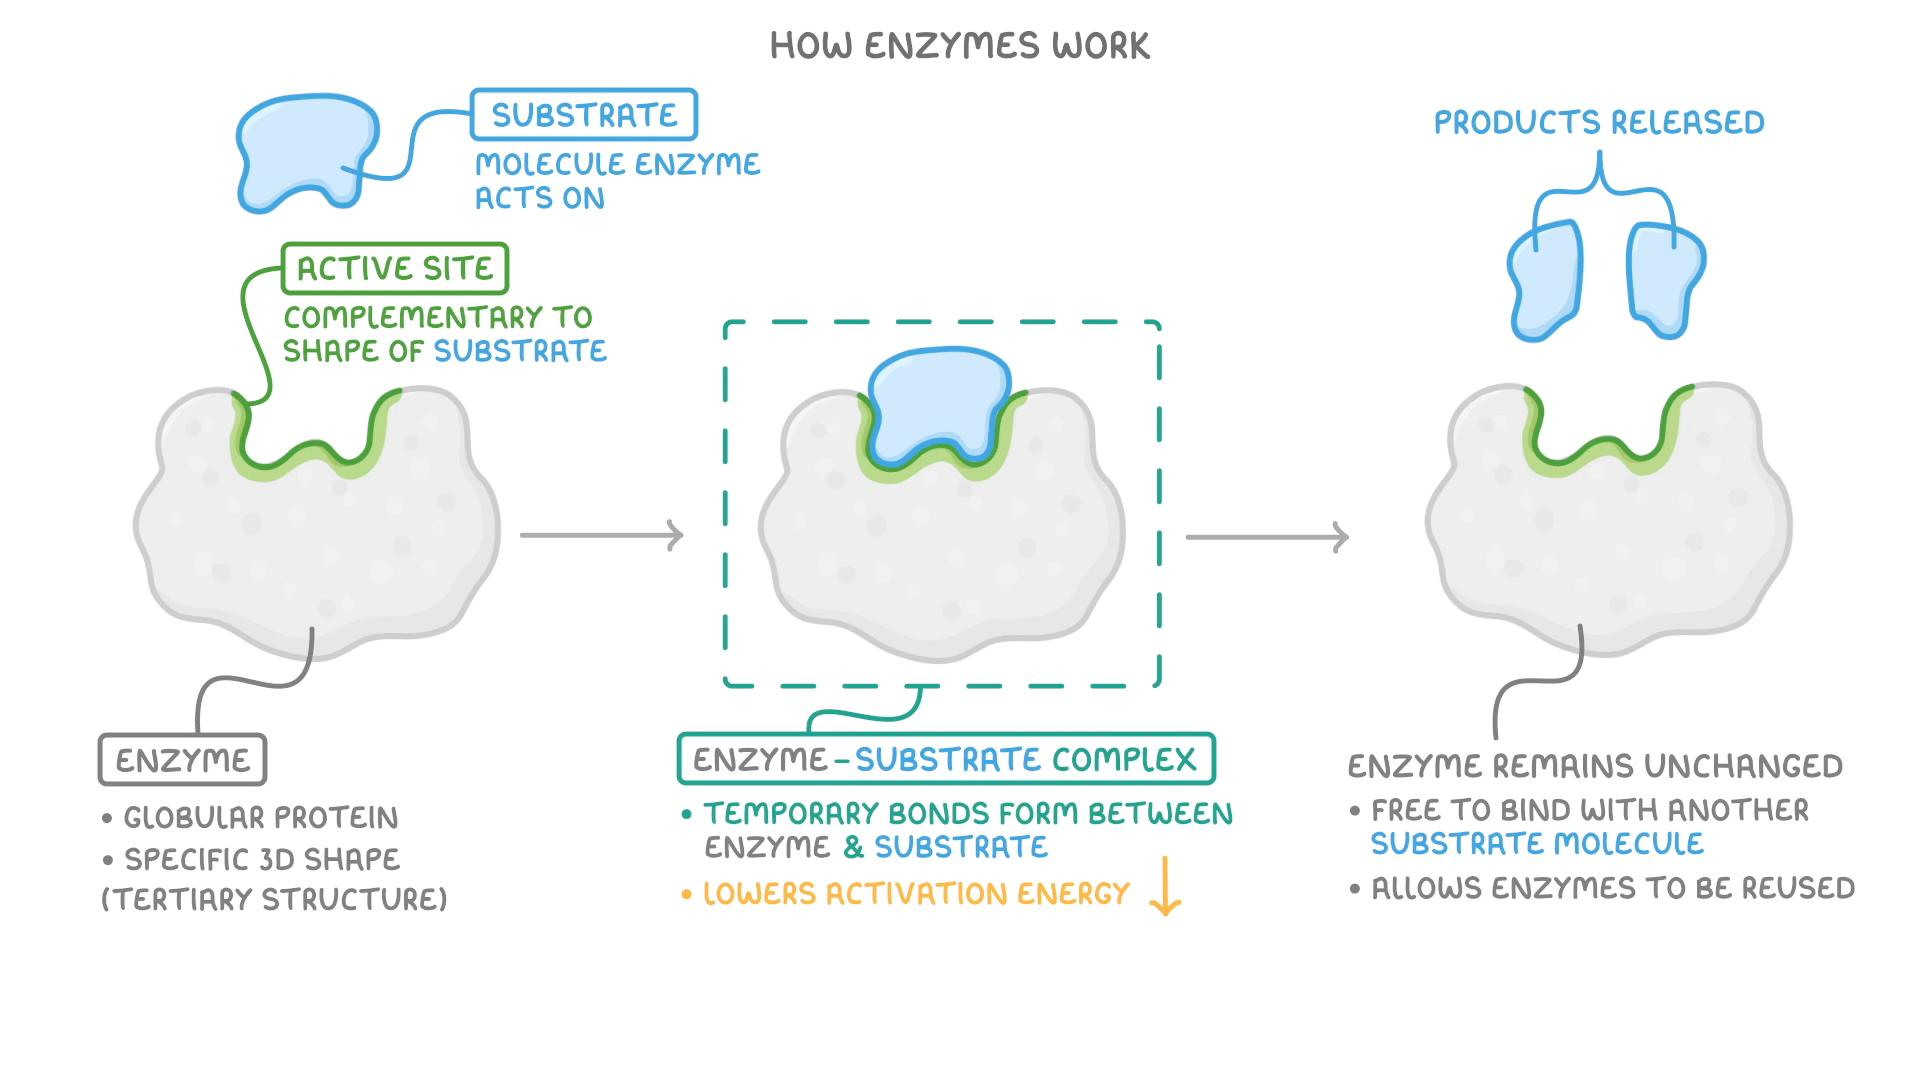 HOW ENZYMES WORK
SUBSTRATE
MOLECULE ENZYME
ACTS ON
ACTIVE SITE
COMPLEMENTARY TO
SHAPE OF SUBSTRATE
ENZYME
• GLOBULAR PROTEIN
• SPECIFIC 3D SHAPE
(TERTIARY STRUCTURE)
ENZYME-SUBSTRATE COMPLEX
• TEMPORARY BONDS FORM BETWEEN
ENZYME & SUBSTRATE
• LOWERS ACTIVATION ENERGY
PRODUCTS RELEASED
ENZYME REMAINS UNCHANGED
• FREE TO BIND WITH ANOTHER
SUBSTRATE MOLECULE
• ALLOWS ENZYMES TO BE REUSED